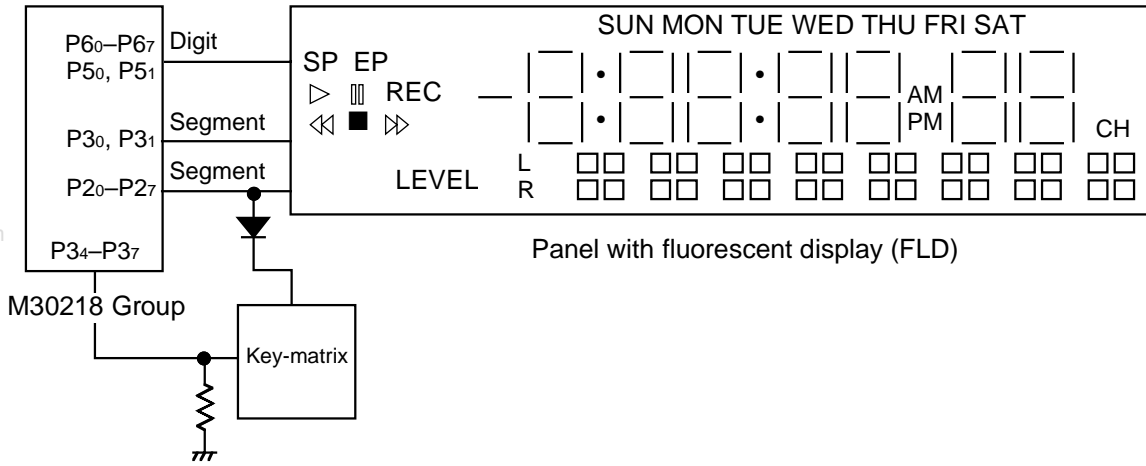 P60–P67
P50, P51
Digit
P30, P31
Segment
P20–P27
Segment
P34–P37
M30218 Group
Key-matrix
SUN MON TUE WED THU FRI SAT
SP EP
REC
AM
PM
CH
LEVEL
L
R
Panel with fluorescent display (FLD)